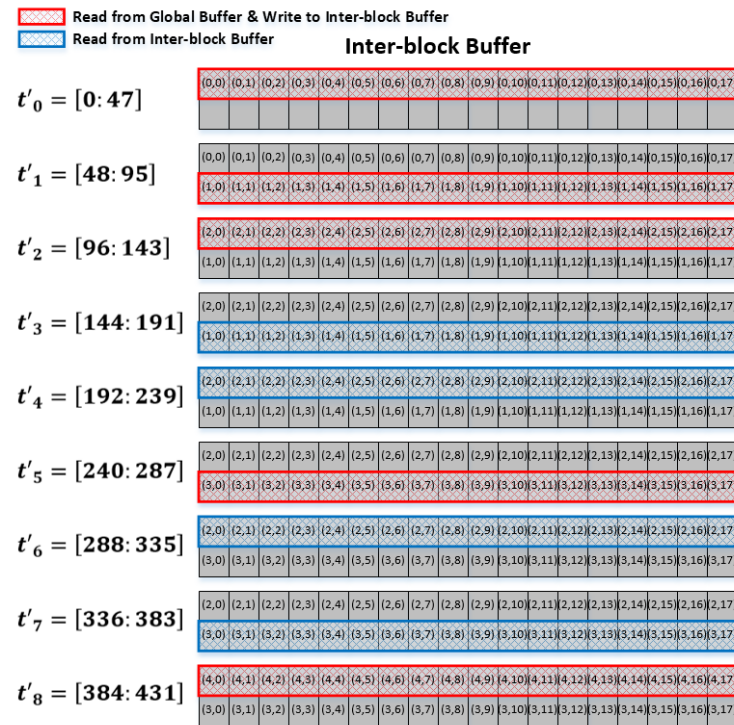 Read from Global Buffer & Write to Inter-block Buffer
Read from Inter-block Buffer
Inter-block Buffer
t'₀ = [0: 47]
(0,0) (0,1) (0,2) (0,3) (0,4) (0,5) (0,6) (0,7) (0,8) (0,9) (0,10) (0,11) (0,12) (0,13) (0,14) (0,15) (0,16) (0,17
t'₁ = [48: 95]
(0,0) (0,1) (0,2) (0,3) (0,4) (0,5) (0,6) (0,7) (0,8) (0,9) (0,10) (0,11) (0,12) (0,13) (0,14) (0,15) (0,16) (0,17
(1,0) (1,1) (1,2) (1,3) (1,4) (1,5) (1,6) (1,7) (1,8) (1,9) (1,10) (1,11) (1,12) (1,13) (1,14) (1,15) (1,16) (1,17
t'₂ = [96: 143]
(2,0) (2,1) (2,2) (2,3) (2,4) (2,5) (2,6) (2,7) (2,8) (2,9) (2,10) (2,11) (2,12) (2,13) (2,14) (2,15) (2,16) (2,17
(1,0) (1,1) (1,2) (1,3) (1,4) (1,5) (1,6) (1,7) (1,8) (1,9) (1,10) (1,11) (1,12) (1,13) (1,14) (1,15) (1,16) (1,17
t'₃ = [144: 191]
(2,0) (2,1) (2,2) (2,3) (2,4) (2,5) (2,6) (2,7) (2,8) (2,9) (2,10) (2,11) (2,12) (2,13) (2,14) (2,15) (2,16) (2,17
(1,0) (1,1) (1,2) (1,3) (1,4) (1,5) (1,6) (1,7) (1,8) (1,9) (1,10) (1,11) (1,12) (1,13) (1,14) (1,15) (1,16) (1,17
t'₄ = [192: 239]
(2,0) (2,1) (2,2) (2,3) (2,4) (2,5) (2,6) (2,7) (2,8) (2,9) (2,10) (2,11) (2,12) (2,13) (2,14) (2,15) (2,16) (2,17
(1,0) (1,1) (1,2) (1,3) (1,4) (1,5) (1,6) (1,7) (1,8) (1,9) (1,10) (1,11) (1,12) (1,13) (1,14) (1,15) (1,16) (1,17
t'₅ = [240: 287]
(2,0) (2,1) (2,2) (2,3) (2,4) (2,5) (2,6) (2,7) (2,8) (2,9) (2,10) (2,11) (2,12) (2,13) (2,14) (2,15) (2,16) (2,17
(3,0) (3,1) (3,2) (3,3) (3,4) (3,5) (3,6) (3,7) (3,8) (3,9) (3,10) (3,11) (3,12) (3,13) (3,14) (3,15) (3,16) (3,17
t'₆ = [288: 335]
(2,0) (2,1) (2,2) (2,3) (2,4) (2,5) (2,6) (2,7) (2,8) (2,9) (2,10) (2,11) (2,12) (2,13) (2,14) (2,15) (2,16) (2,17
(3,0) (3,1) (3,2) (3,3) (3,4) (3,5) (3,6) (3,7) (3,8) (3,9) (3,10) (3,11) (3,12) (3,13) (3,14) (3,15) (3,16) (3,17
t'₇ = [336: 383]
(2,0) (2,1) (2,2) (2,3) (2,4) (2,5) (2,6) (2,7) (2,8) (2,9) (2,10) (2,11) (2,12) (2,13) (2,14) (2,15) (2,16) (2,17
(3,0) (3,1) (3,2) (3,3) (3,4) (3,5) (3,6) (3,7) (3,8) (3,9) (3,10) (3,11) (3,12) (3,13) (3,14) (3,15) (3,16) (3,17
t'₈ = [384: 431]
(4,0) (4,1) (4,2) (4,3) (4,4) (4,5) (4,6) (4,7) (4,8) (4,9) (4,10) (4,11) (4,12) (4,13) (4,14) (4,15) (4,16) (4,17
(3,0) (3,1) (3,2) (3,3) (3,4) (3,5) (3,6) (3,7) (3,8) (3,9) (3,10) (3,11) (3,12) (3,13) (3,14) (3,15) (3,16) (3,17